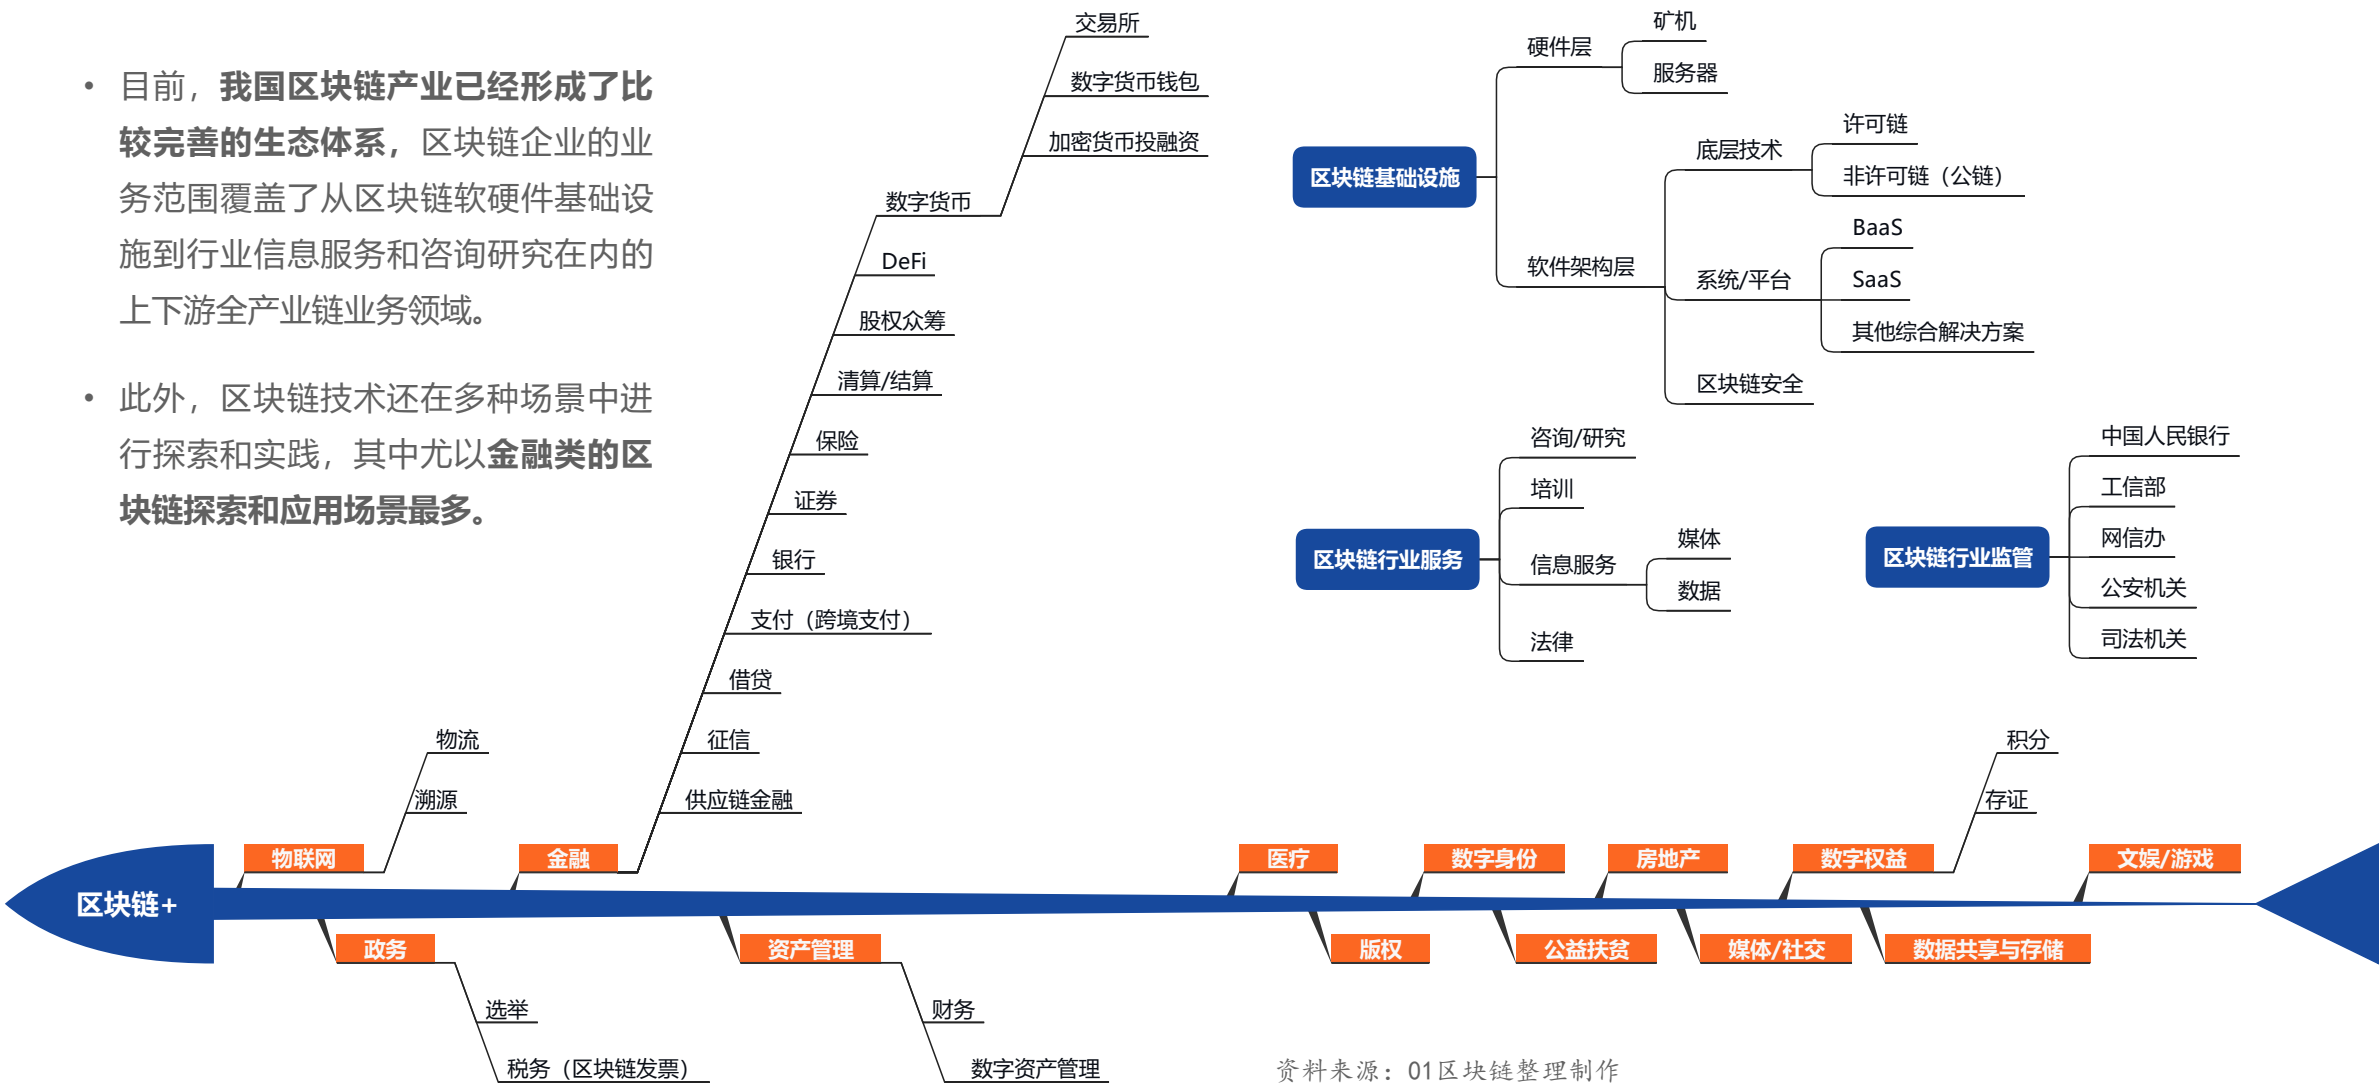 • 目前，我国区块链产业已经形成了比
较完善的生态体系，区块链企业的业
务范围覆盖了从区块链软硬件基础设
施到行业信息服务和咨询研究在内的
上下游全产业链业务领域。
• 此外，区块链技术还在多种场景中进
行探索和实践，其中尤以金融类的区
块链探索和应用场景最多。
交易所
数字货币钱包
加密货币投融资
数字货币
DeFi
股权众筹
清算/结算
保险
证券
银行
支付（跨境支付）
借贷
征信
供应链金融
区块链基础设施
硬件层
矿机
服务器
软件架构层
底层技术
许可链
非许可链（公链）
系统/平台
BaaS
SaaS
其他综合解决方案
区块链安全
区块链行业服务
咨询/研究
培训
信息服务
媒体
数据
法律
区块链行业监管
中国人民银行
工信部
网信办
公安机关
司法机关
物流
溯源
积分
存证
物联网
金融
医疗
数字身份
房地产
数字权益
文娱/游戏
区块链+
政务
资产管理
版权
公益扶贫
媒体/社交
数据共享与存储
选举
税务（区块链发票）
财务
数字资产管理
资料来源：01区块链整理制作